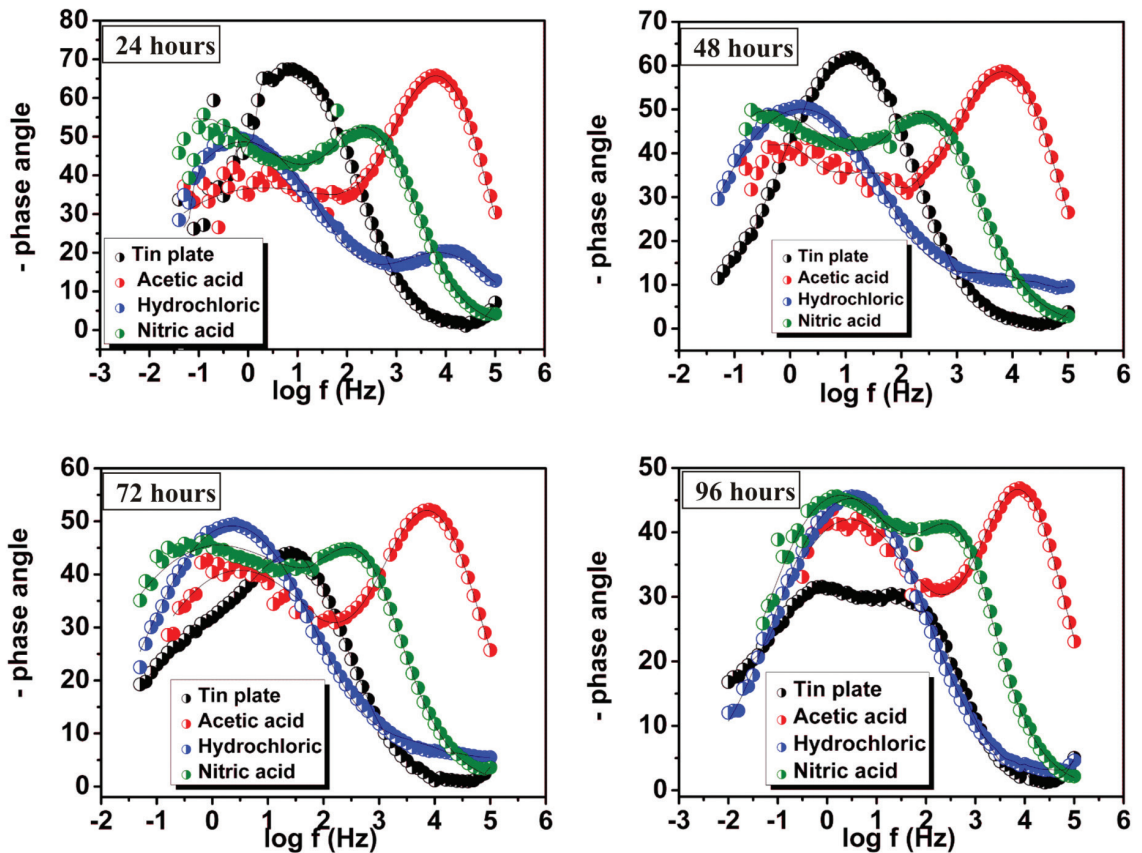 24 hours
80
70
60
50
40
30
20
10
0
- phase angle
Tin plate
Acetic acid
Hydrochloric
Nitric acid
-3 -2 -1 0 1 2 3 4 5 6
log f (Hz)
48 hours
70
60
50
40
30
20
10
0
- phase angle
Tin plate
Acetic acid
Hydrochloric
Nitric acid
-2 -1 0 1 2 3 4 5 6
log f (Hz)
72 hours
60
50
40
30
20
10
0
- phase angle
Tin plate
Acetic acid
Hydrochloric
Nitric acid
-2 -1 0 1 2 3 4 5 6
log f (Hz)
96 hours
50
40
30
20
10
0
- phase angle
Tin plate
Acetic acid
Hydrochloric
Nitric acid
-3 -2 -1 0 1 2 3 4 5 6
log f (Hz)